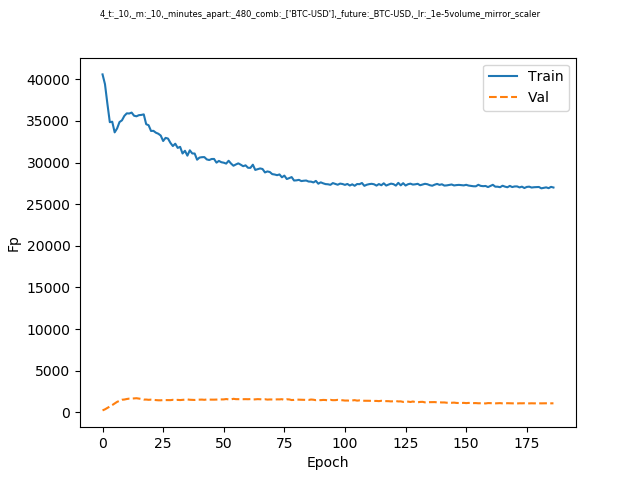 4_t:_10,_m:_10,_minutes_apart:_480_comb:_['BTC-USD'],_future:_BTC-USD,_lr:_1e-5volume_mirror_scaler
Train
Val
40000
35000
30000
25000
20000
15000
10000
5000
0
Fp
0 25 50 75 100 125 150 175
Epoch